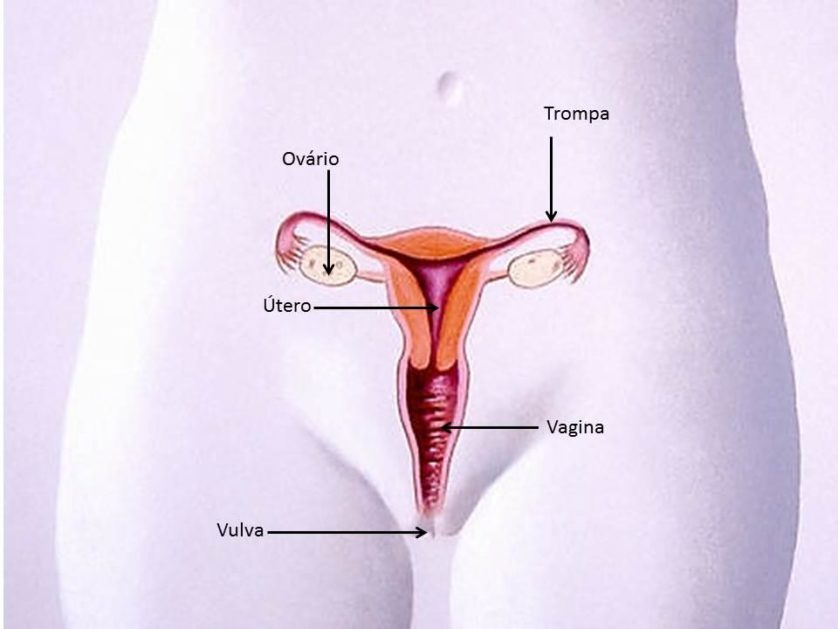 Trompa
Ovário
Útero
Vagina
Vulva